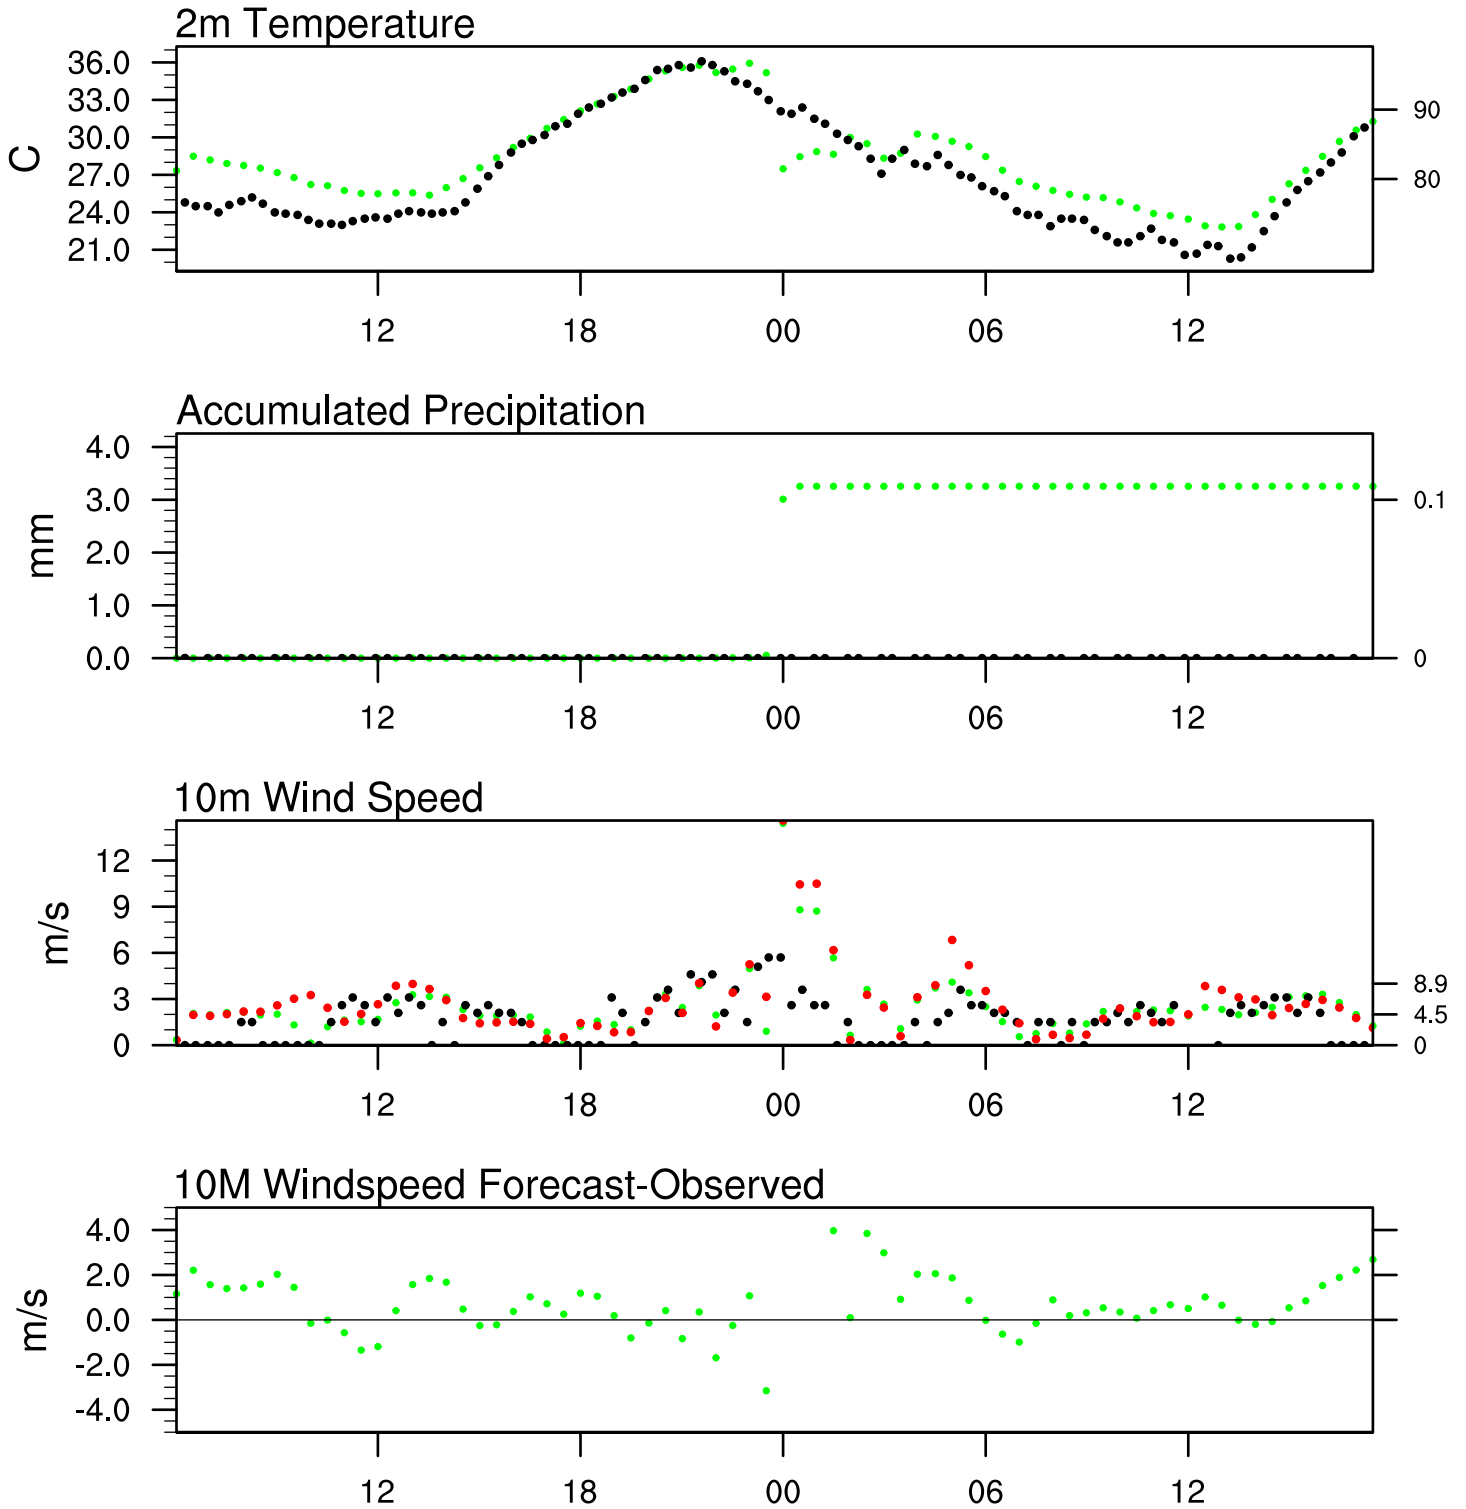 2m Temperature
36.0
33.0
30.0
27.0
24.0
21.0
C
90
80
12 18 00 06 12
Accumulated Precipitation
4.0
3.0
2.0
1.0
0.0
mm
0.1
0
12 18 00 06 12
10m Wind Speed
12
9
6
3
0
m/s
8.9
4.5
0
12 18 00 06 12
10M Windspeed Forecast-Observed
4.0
2.0
0.0
-2.0
-4.0
m/s
12 18 00 06 12